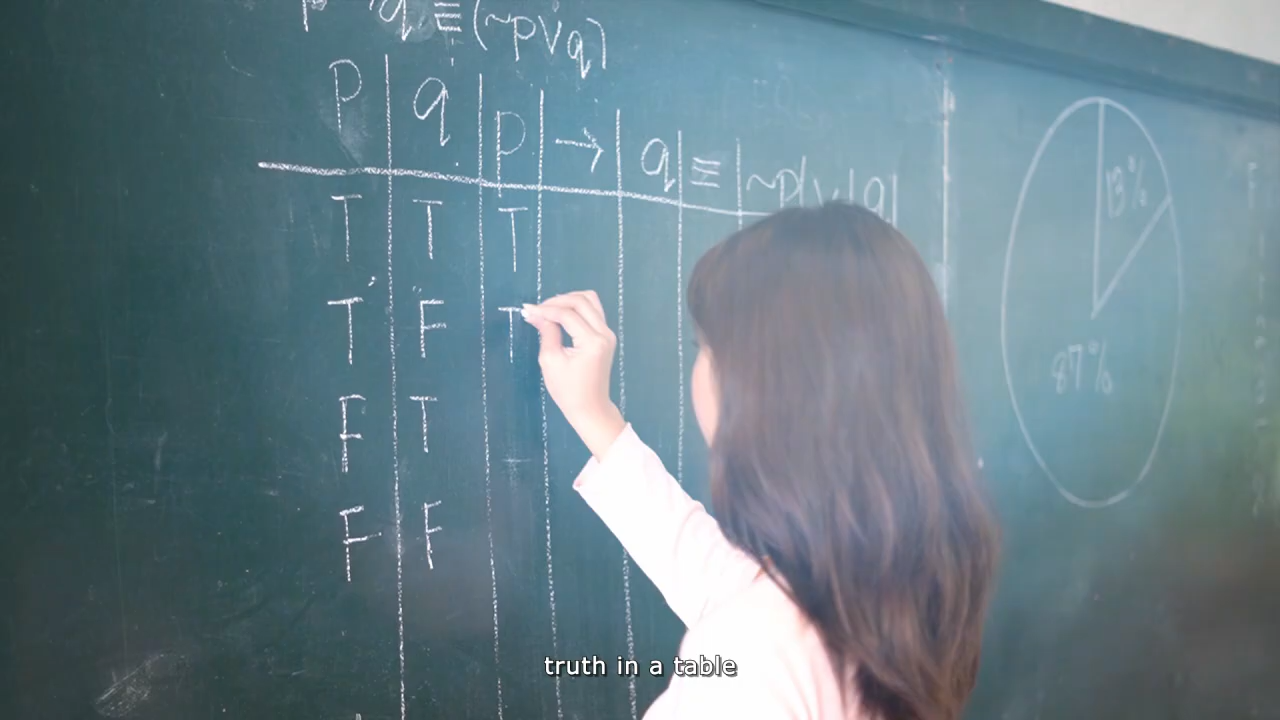 q ≡ (~p∨q)
p q p → q ≡ ~p ∨ q
T T T
T F T
F T
F F
13%
87%
truth in a table